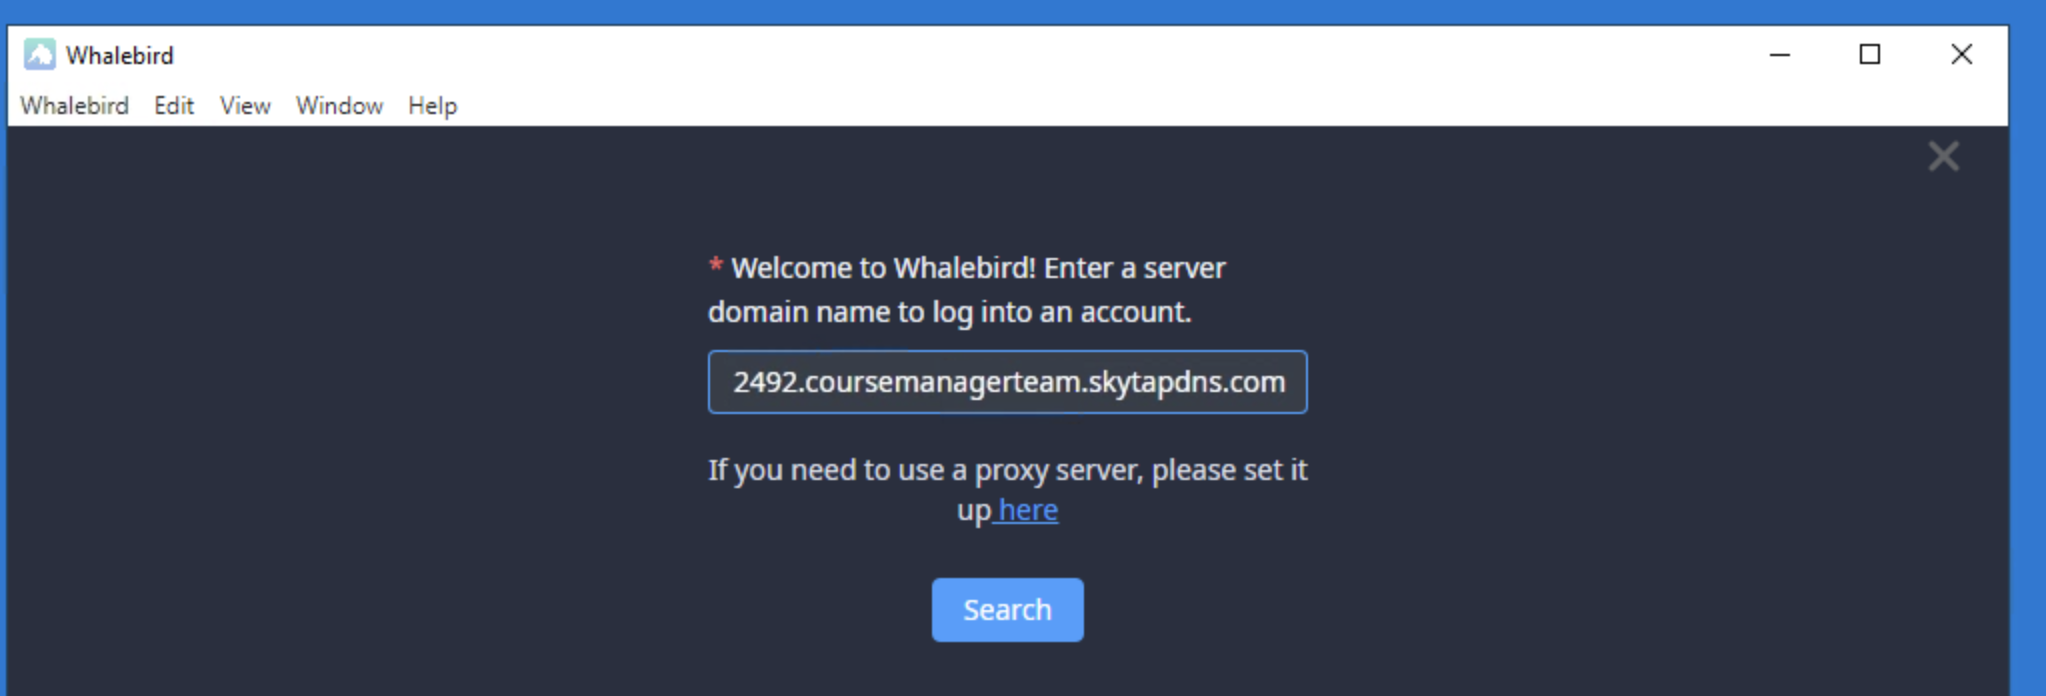 Whalebird
Whalebird Edit View Window Help
* Welcome to Whalebird! Enter a server
domain name to log into an account.
2492.coursemanagerteam.skytapdns.com
If you need to use a proxy server, please set it
up here
Search